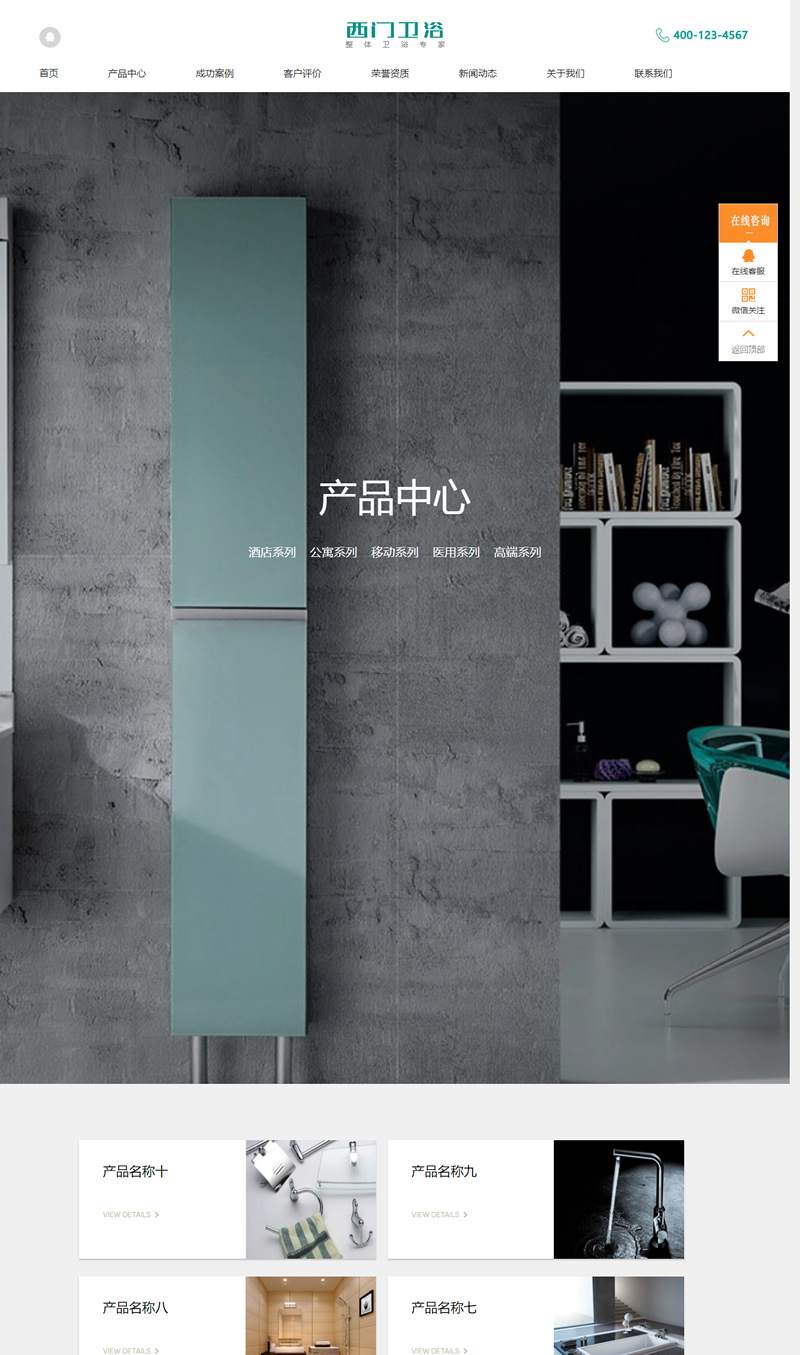 西门卫浴
整体卫浴专家
400-123-4567
首页 产品中心 成功案例 客户评价 荣誉资质 新闻动态 关于我们 联系我们
在线咨询
在线客服
微信关注
返回顶部
产品中心
酒店系列 公寓系列 移动系列 医用系列 高端系列
产品名称十
VIEW DETAILS >
产品名称九
VIEW DETAILS >
产品名称八
VIEW DETAILS >
产品名称七
VIEW DETAILS >